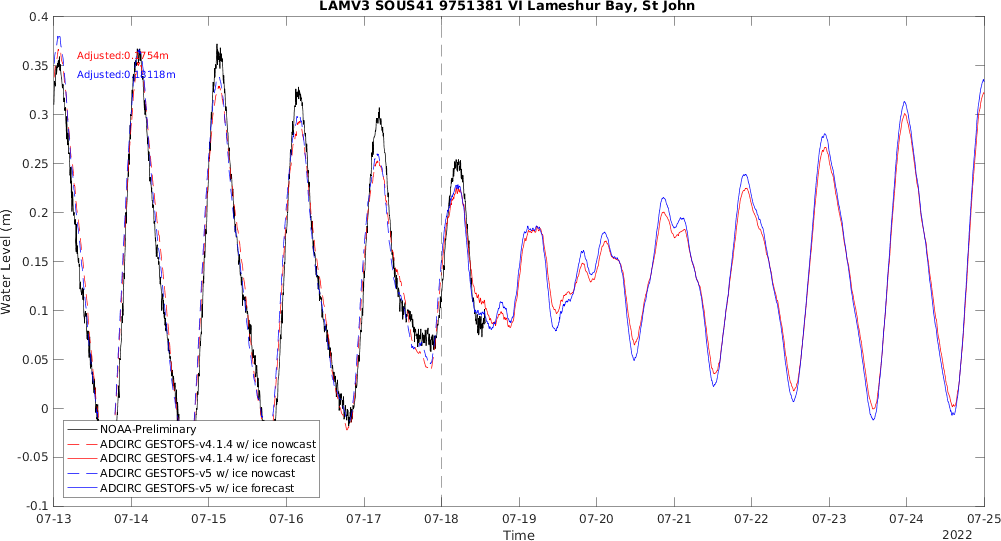 LAMV3 SOUS41 9751381 VI Lameshur Bay, St John
0.4
0.35
0.3
0.25
0.2
0.15
0.1
0.05
0
-0.05
-0.1
Water Level (m)
Adjusted:
Adjusted:
NOAA-Preliminary
ADCIRC GESTOFS-v4.1.4 w/ ice nowcast
ADCIRC GESTOFS-v4.1.4 w/ ice forecast
ADCIRC GESTOFS-v5 w/ ice nowcast
ADCIRC GESTOFS-v5 w/ ice forecast
07-13 07-14 07-15 07-16 07-17 07-18 07-19 07-20 07-21 07-22 07-23 07-24 07-25
Time
2022